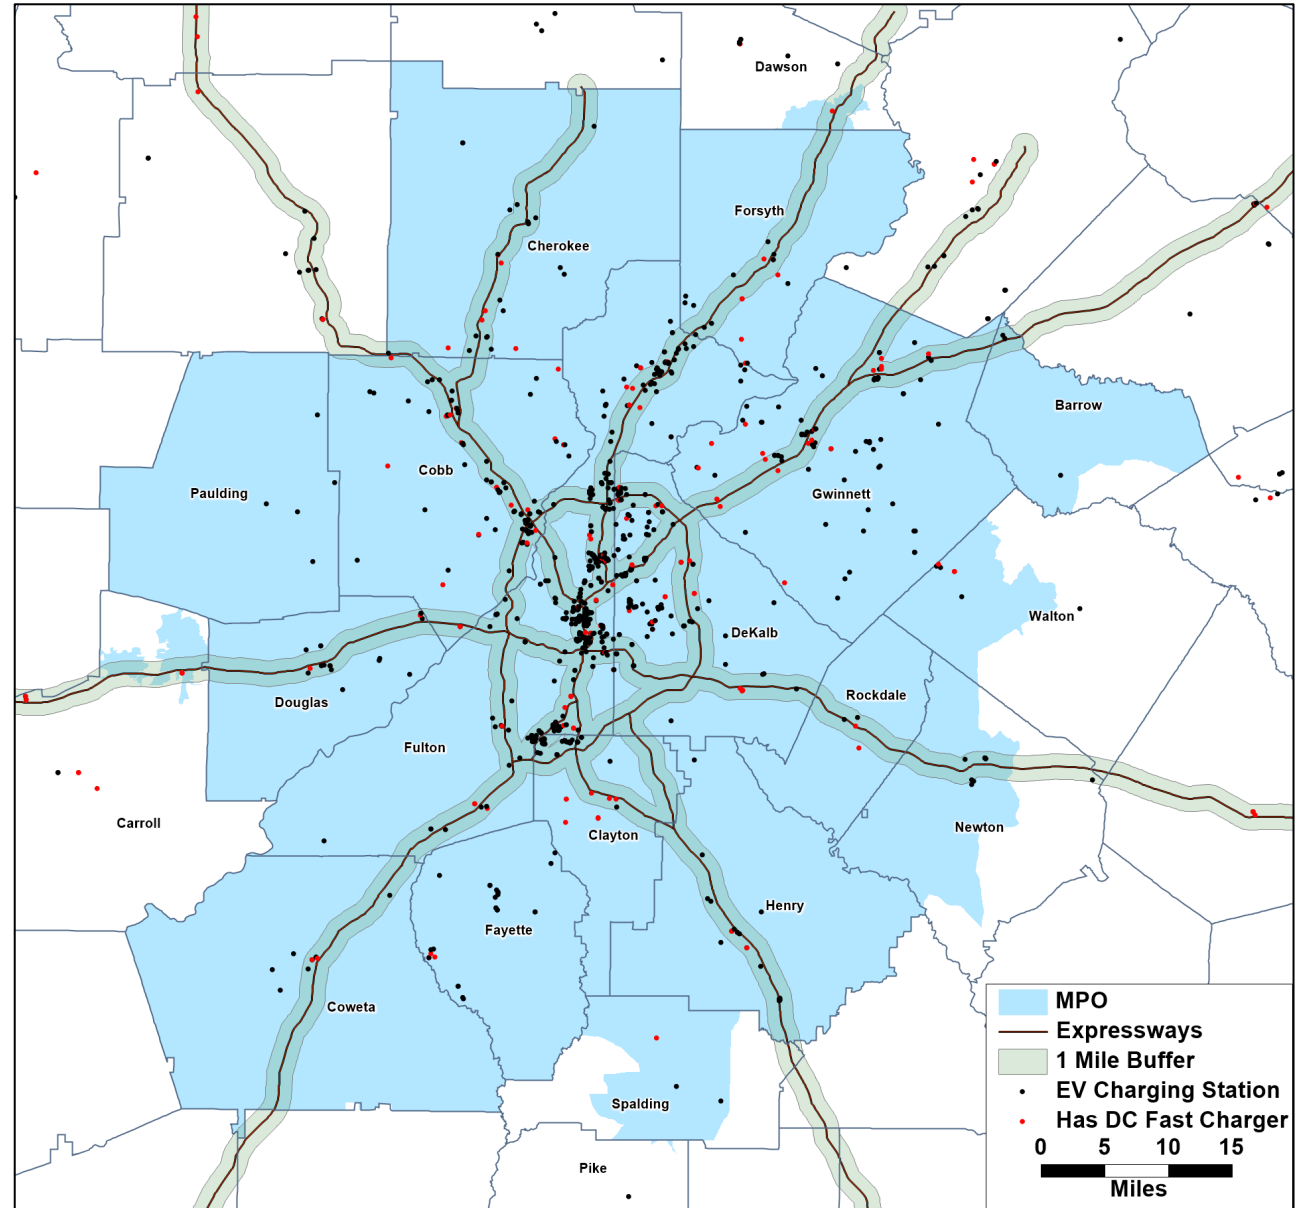 Dawson
Forsyth
Cherokee
Barrow
Cobb
Paulding
Gwinnett
Walton
DeKalb
Rockdale
Douglas
Fulton
Carroll
Clayton
Newton
Henry
Fayette
Coweta
Spalding
Pike
MPO
Expressways
1 Mile Buffer
EV Charging Station
Has DC Fast Charger
0 5 10 15
Miles